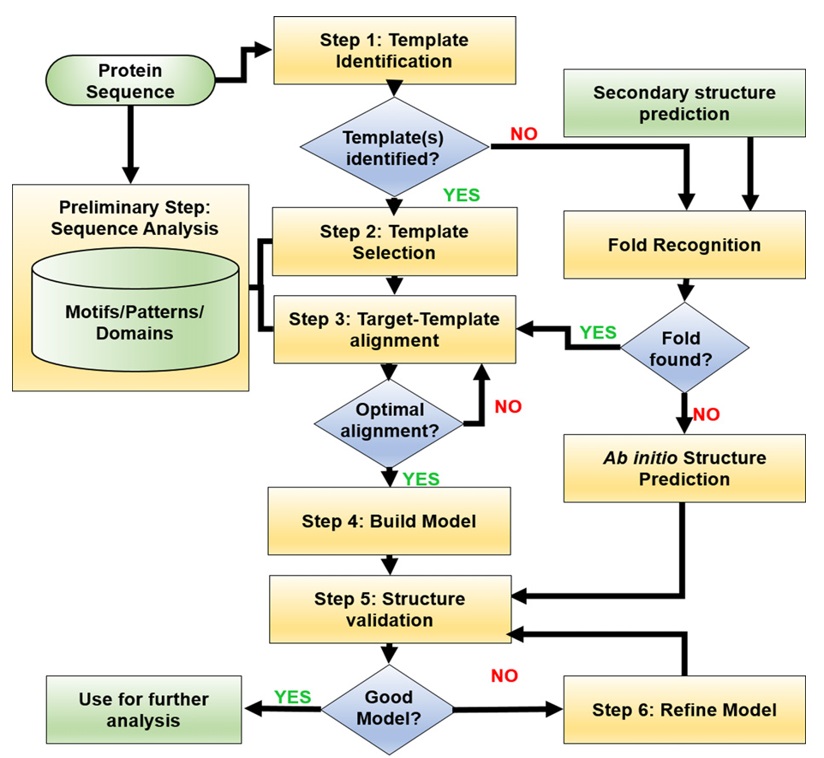 Step 1: Template
Identification
Protein
Sequence
Secondary structure
prediction
Template(s)
identified?
NO
YES
Preliminary Step:
Sequence Analysis
Motifs/Patterns/
Domains
Step 2: Template
Selection
Fold Recognition
Step 3: Target-Template
alignment
YES
Fold
found?
Optimal
alignment?
NO
NO
YES
Ab initio Structure
Prediction
Step 4: Build Model
Step 5: Structure
validation
Good
Model?
YES
NO
Use for further
analysis
Step 6: Refine Model